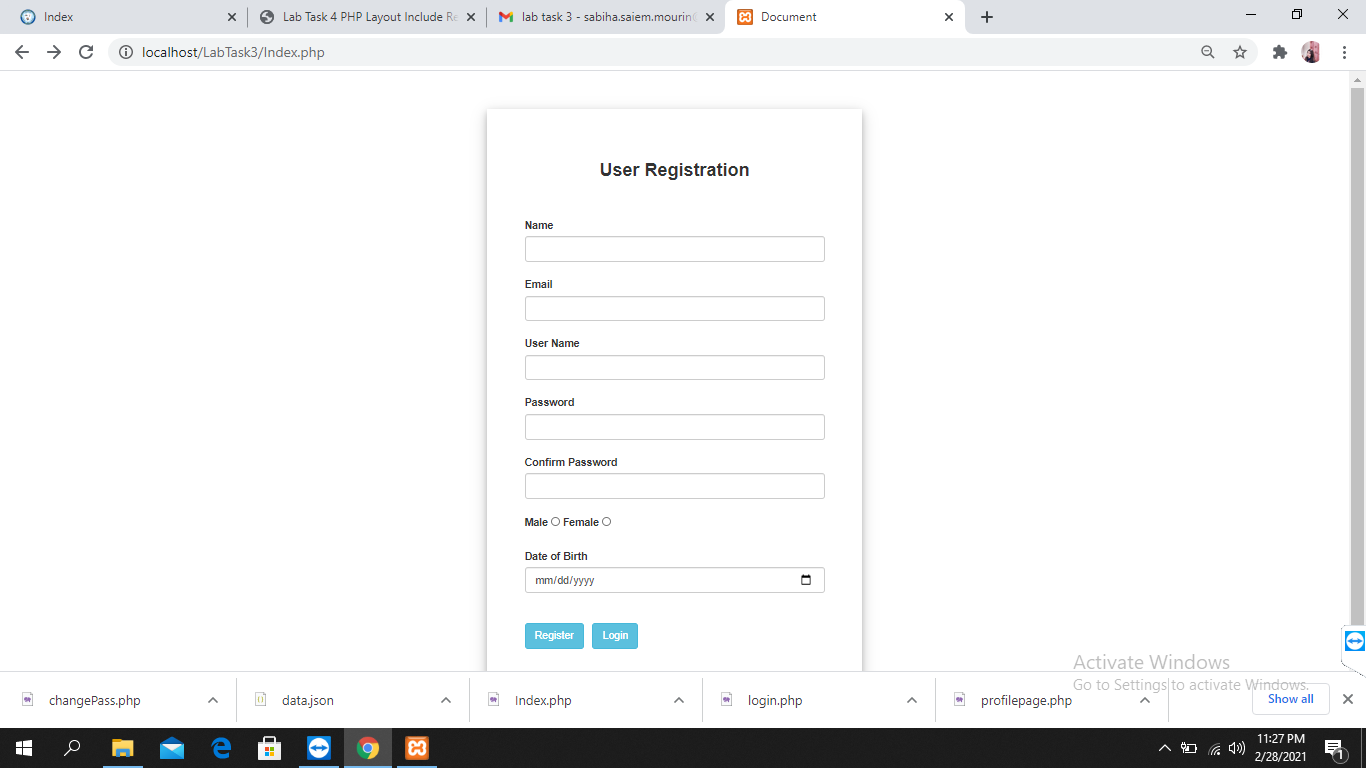 Index
Lab Task 4 PHP Layout Include Re
lab task 3 - sabiha.saiem.mourin
Document
localhost/LabTask3/Index.php
User Registration
Name
Email
User Name
Password
Confirm Password
Male Female
Date of Birth
mm/dd/yyyy
Register Login
Activate Windows
Go to Settings to activate Windows.
changePass.php
data.json
Index.php
login.php
profilepage.php
Show all
11:27 PM
2/28/2021
1